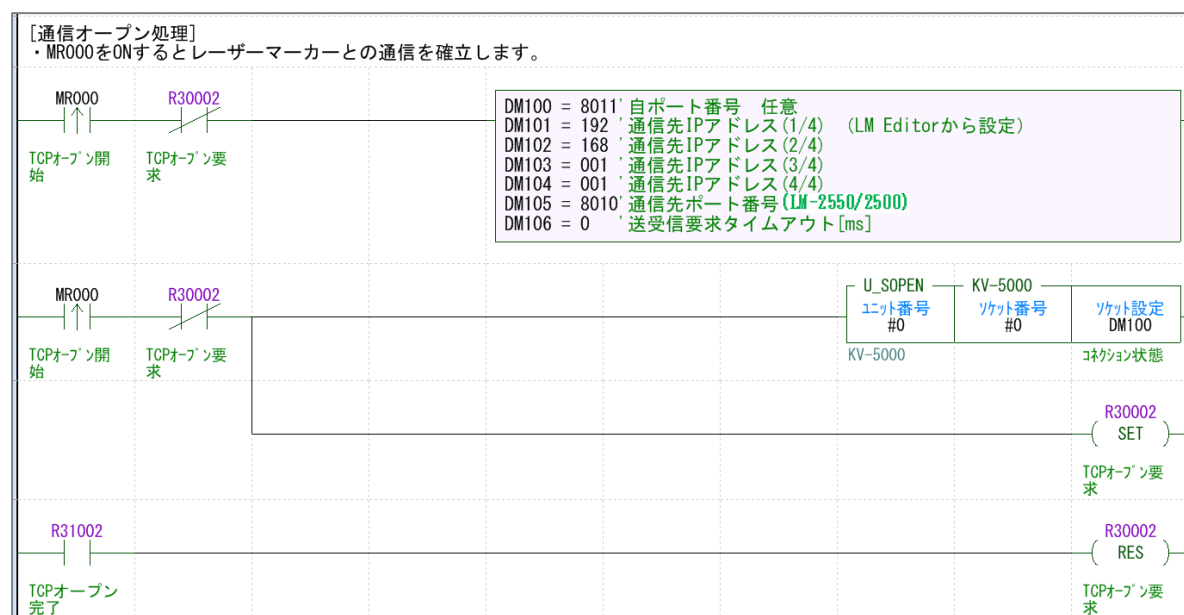 [通信オープン処理]
・MR000をONするとレーザーマーカーとの通信を確立します。
MR000 R30002
TCPｵｰﾌﾟﾝ開始 TCPｵｰﾌﾟﾝ要求
DM100 = 8011'自ポート番号 任意
DM101 = 192 '通信先IPアドレス(1/4) (LM Editorから設定)
DM102 = 168 '通信先IPアドレス(2/4)
DM103 = 001 '通信先IPアドレス(3/4)
DM104 = 001 '通信先IPアドレス(4/4)
DM105 = 8010'通信先ポート番号(LM-2550/2500)
DM106 = 0 '送受信要求タイムアウト[ms]
MR000 R30002
TCPｵｰﾌﾟﾝ開始 TCPｵｰﾌﾟﾝ要求
U_SOPEN KV-5000
ﾕﾆｯﾄ番号 ｿｹｯﾄ番号 ｿｹｯﾄ設定
#0 #0 DM100
KV-5000 ｺﾈｸｼｮﾝ状態
R30002
SET
TCPｵｰﾌﾟﾝ要求
R31002 R30002
RES
TCPオープン完了 TCPｵｰﾌﾟﾝ要求